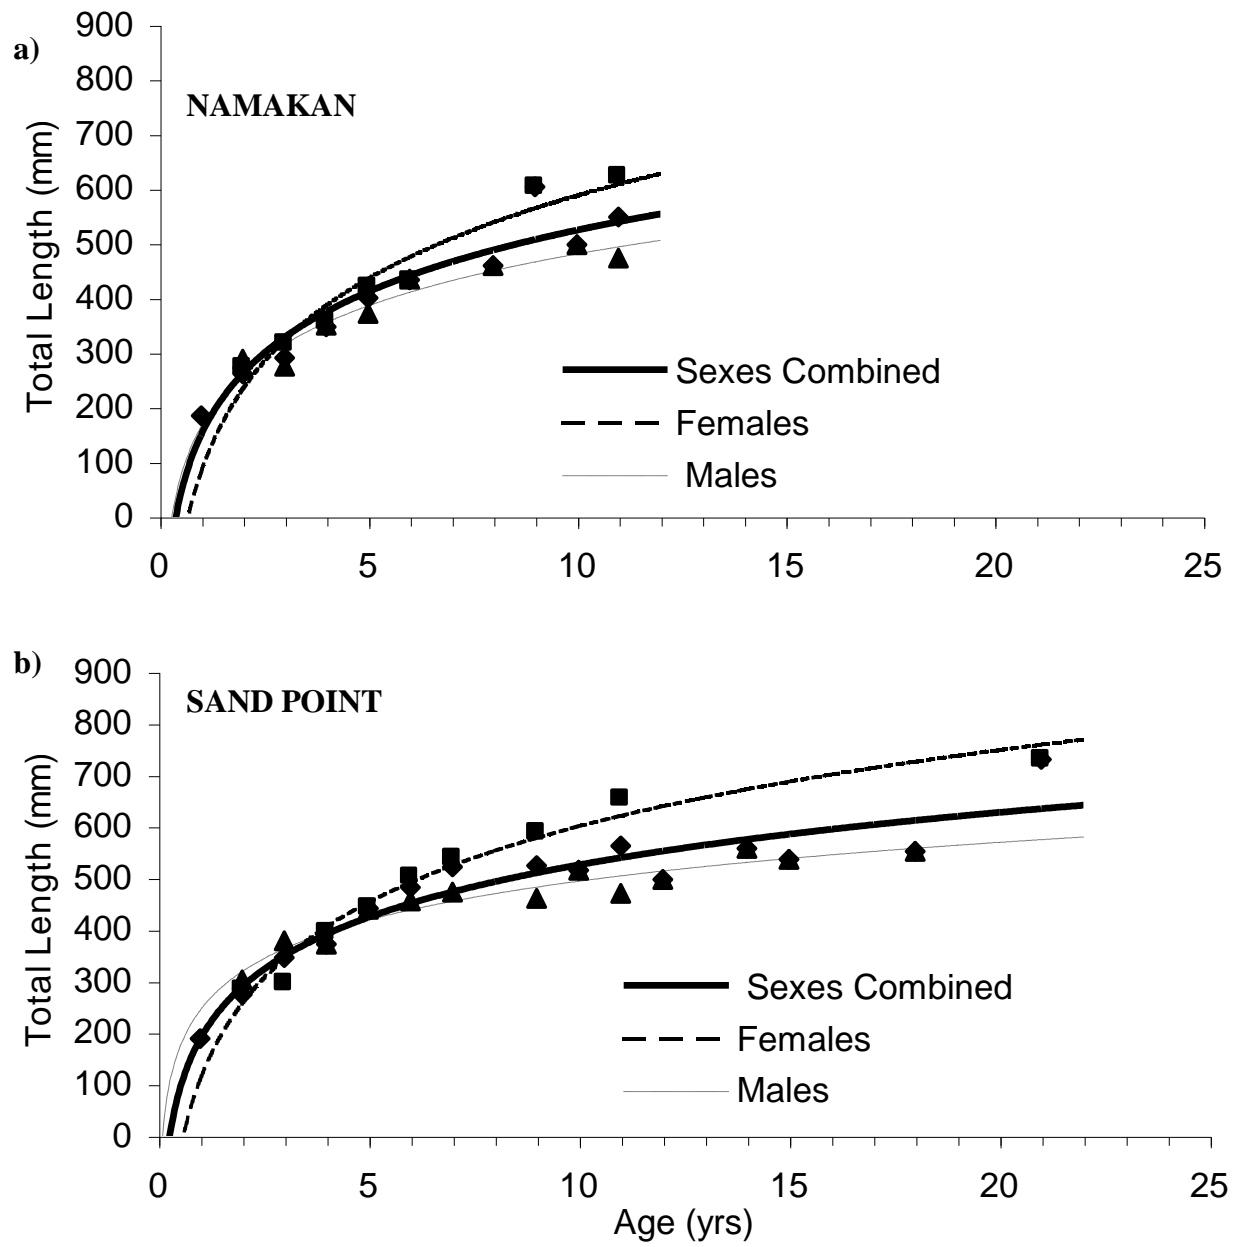 a)
NAMAKAN
Total Length (mm)
900
800
700
600
500
400
300
200
100
0
0 5 10 15 20 25
Sexes Combined
Females
Males
b)
SAND POINT
Total Length (mm)
900
800
700
600
500
400
300
200
100
0
0 5 10 15 20 25
Sexes Combined
Females
Males
Age (yrs)